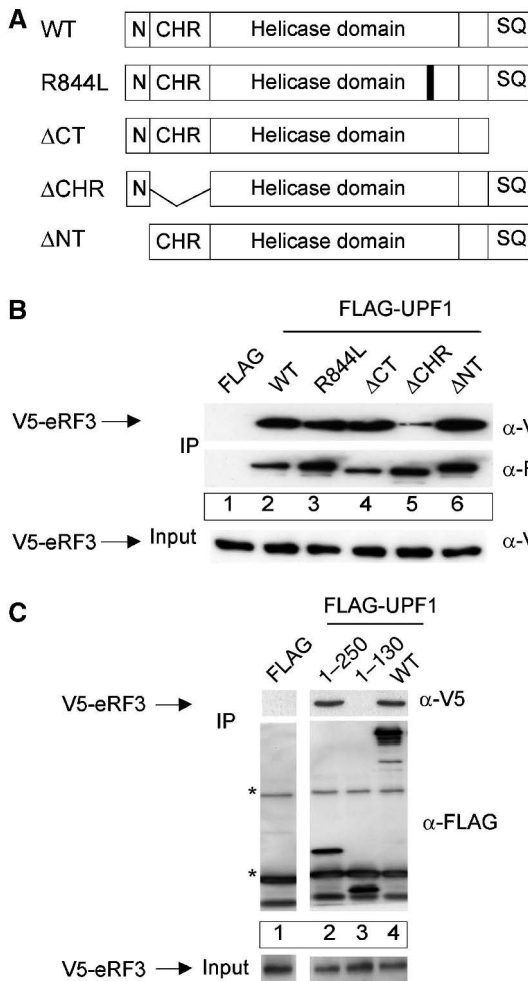 A
WT N CHR Helicase domain SQ
R844L N CHR Helicase domain SQ
ΔCT N CHR Helicase domain
ΔCHR N Helicase domain SQ
ΔNT CHR Helicase domain SQ
B
FLAG-UPF1
FLAG WT R844L ΔCT ΔCHR ΔNT
V5-eRF3 α-V
IP
α-F
1 2 3 4 5 6
V5-eRF3 Input α-V
C
FLAG-UPF1
FLAG 1–250 1–130 WT
V5-eRF3 α-V5
IP
*
α-FLAG
*
1 2 3 4
V5-eRF3 Input